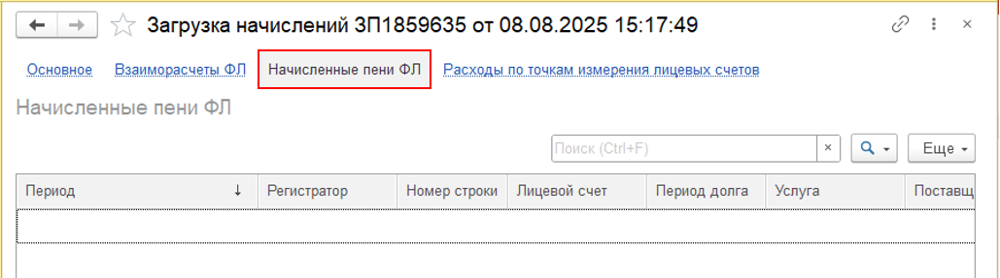 Загрузка начислений ЗП1859635 от 08.08.2025 15:17:49
Основное Взаиморасчеты ФЛ Начисленные пени ФЛ Расходы по точкам измерения лицевых счетов
Начисленные пени ФЛ
Поиск (Ctrl+F) × Еще
Период ↓ Регистратор Номер строки Лицевой счет Период долга Услуга Поставщ